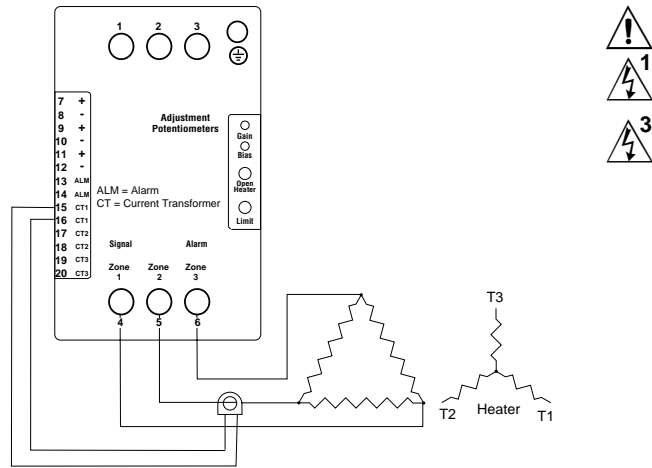 1 2 3
7 +
8 -
9 +
10 -
11 +
12 -
13 ALM
14 ALM
15 CT1
16 CT1
17 CT2
18 CT2
19 CT3
20 CT3
Adjustment
Potentiometers
Gain
Bias
Open
Heater
Limit
ALM = Alarm
CT = Current Transformer
Signal Alarm
Zone Zone Zone
1 2 3
4 5 6
T3
T2 Heater T1
!
1
3